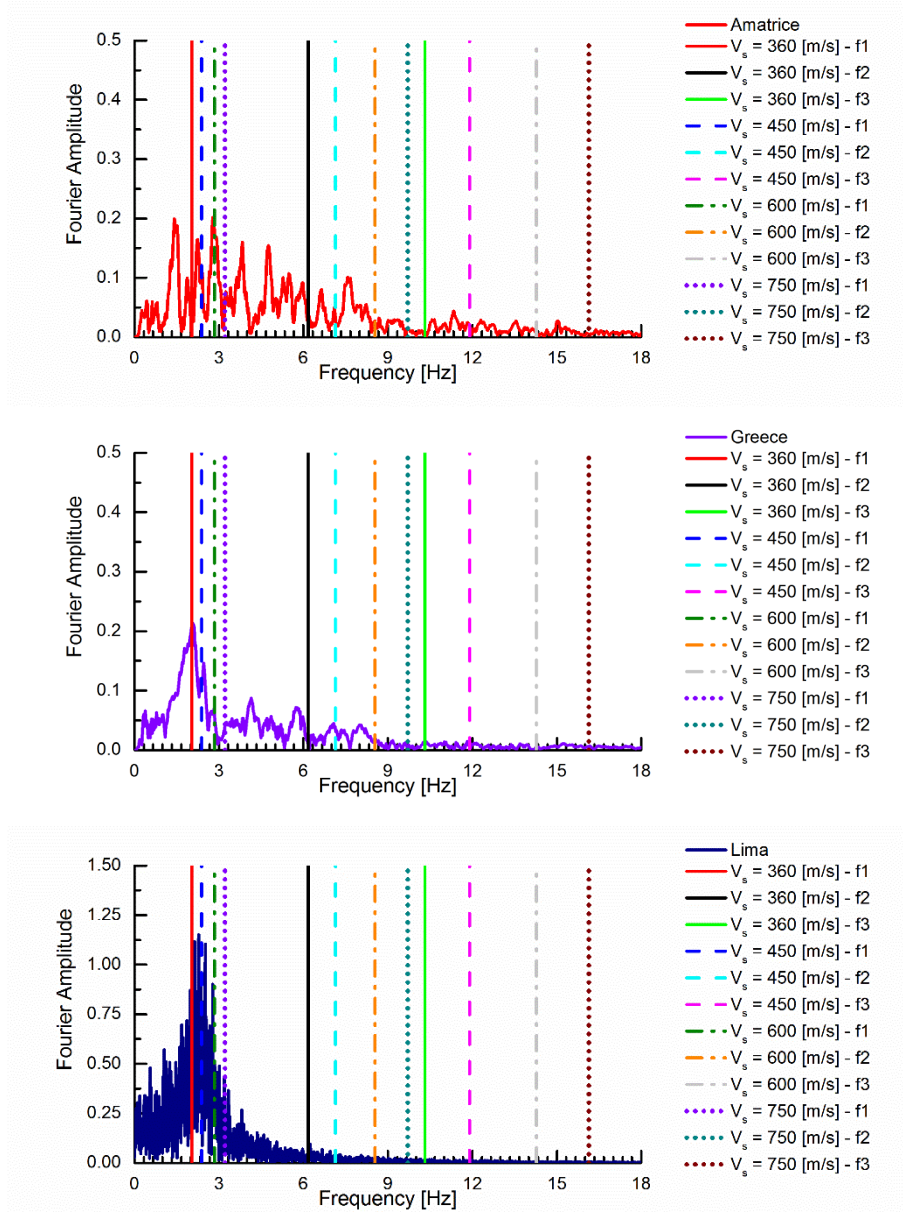 0.5
0.4
0.3
0.2
0.1
0.0
Fourier Amplitude
0 3 6 9 12 15 18
Frequency [Hz]
Amatrice
Vs = 360 [m/s] - f1
Vs = 360 [m/s] - f2
Vs = 360 [m/s] - f3
Vs = 450 [m/s] - f1
Vs = 450 [m/s] - f2
Vs = 450 [m/s] - f3
Vs = 600 [m/s] - f1
Vs = 600 [m/s] - f2
Vs = 600 [m/s] - f3
Vs = 750 [m/s] - f1
Vs = 750 [m/s] - f2
Vs = 750 [m/s] - f3
0.5
0.4
0.3
0.2
0.1
0.0
Fourier Amplitude
0 3 6 9 12 15 18
Frequency [Hz]
Greece
Vs = 360 [m/s] - f1
Vs = 360 [m/s] - f2
Vs = 360 [m/s] - f3
Vs = 450 [m/s] - f1
Vs = 450 [m/s] - f2
Vs = 450 [m/s] - f3
Vs = 600 [m/s] - f1
Vs = 600 [m/s] - f2
Vs = 600 [m/s] - f3
Vs = 750 [m/s] - f1
Vs = 750 [m/s] - f2
Vs = 750 [m/s] - f3
1.50
1.25
1.00
0.75
0.50
0.25
0.00
Fourier Amplitude
0 3 6 9 12 15 18
Frequency [Hz]
Lima
Vs = 360 [m/s] - f1
Vs = 360 [m/s] - f2
Vs = 360 [m/s] - f3
Vs = 450 [m/s] - f1
Vs = 450 [m/s] - f2
Vs = 450 [m/s] - f3
Vs = 600 [m/s] - f1
Vs = 600 [m/s] - f2
Vs = 600 [m/s] - f3
Vs = 750 [m/s] - f1
Vs = 750 [m/s] - f2
Vs = 750 [m/s] - f3